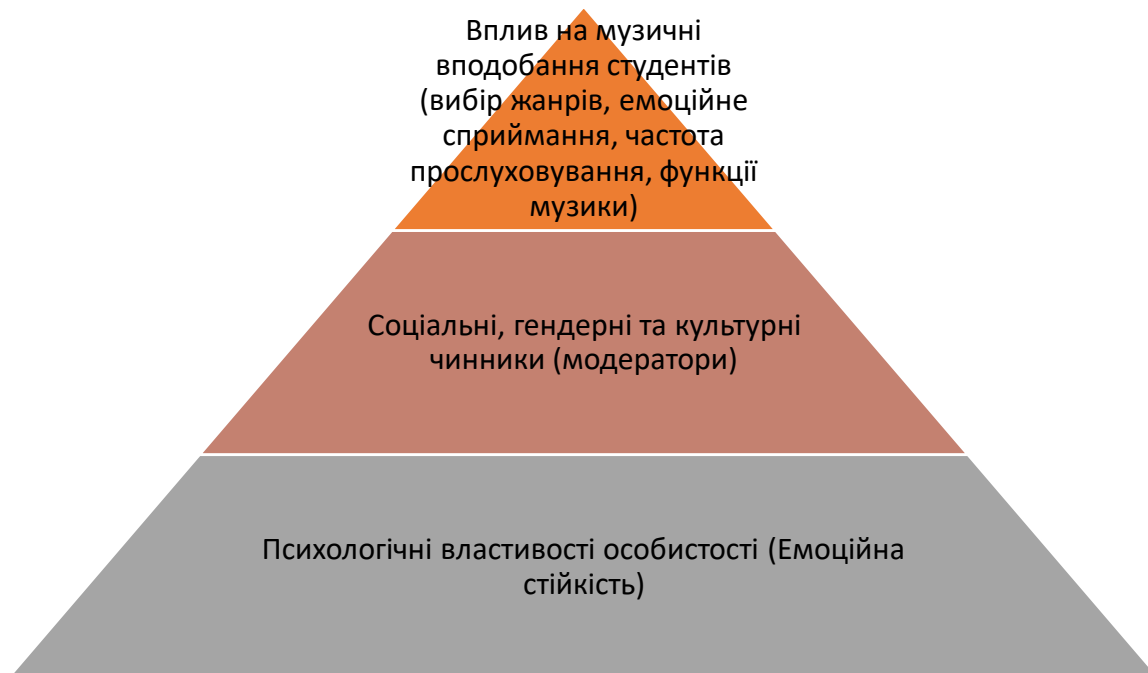 Вплив на музичні
вподобання студентів
(вибір жанрів, емоційне
сприймання, частота
прослуховування, функції
музики)
Соціальні, гендерні та культурні
чинники (модератори)
Психологічні властивості особистості (Емоційна
стійкість)